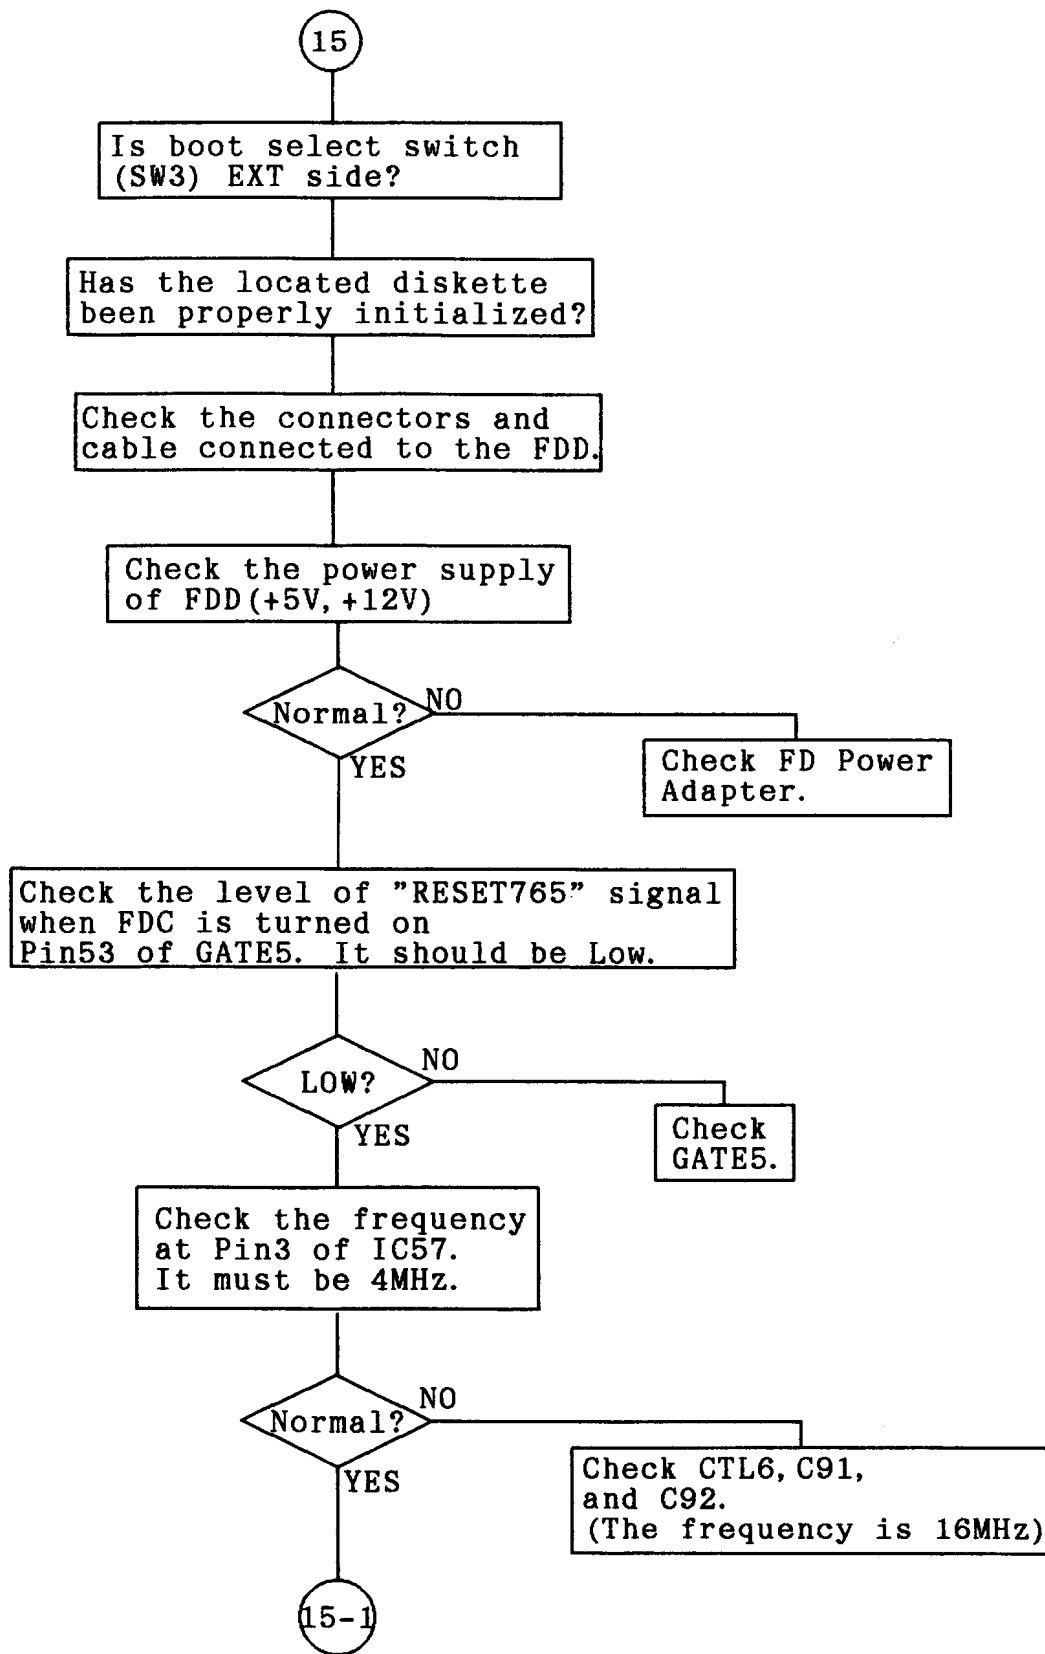 15
Is boot select switch
(SW3) EXT side?
Has the located diskette
been properly initialized?
Check the connectors and
cable connected to the FDD.
Check the power supply
of FDD(+5V,+12V)
Normal?
NO
YES
Check FD Power
Adapter.
Check the level of "RESET765" signal
when FDC is turned on
Pin53 of GATE5. It should be Low.
LOW?
NO
YES
Check
GATE5.
Check the frequency
at Pin3 of IC57.
It must be 4MHz.
Normal?
NO
YES
Check CTL6,C91,
and C92.
(The frequency is 16MHz)
15-1